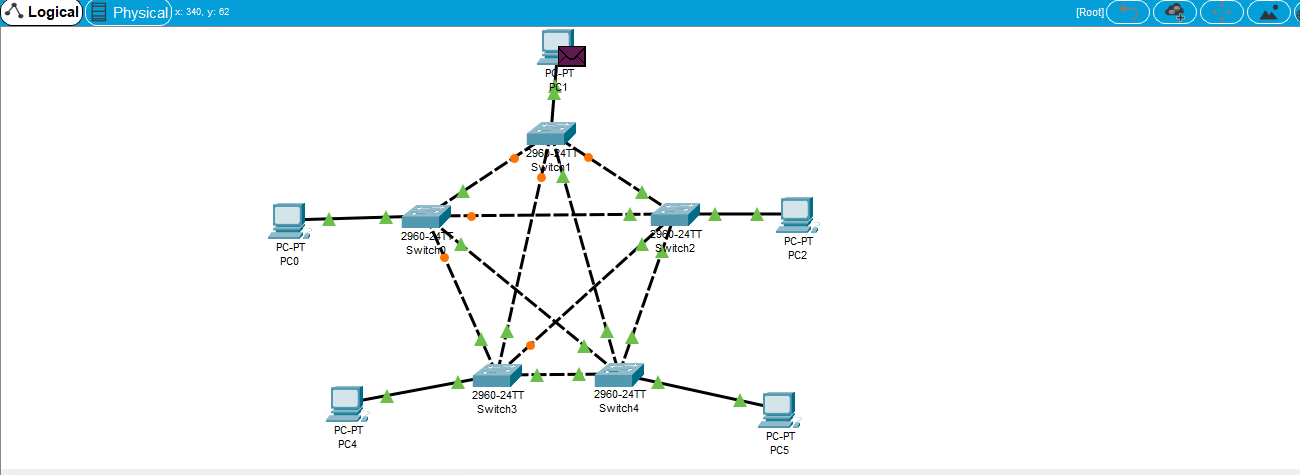 Logical
Physical
x: 340, y: 62
[Root]
PC-PT
PC1
2960-24TT
Switch1
2960-24TT
Switch0
2960-24TT
Switch2
PC-PT
PC0
PC-PT
PC2
2960-24TT
Switch3
2960-24TT
Switch4
PC-PT
PC4
PC-PT
PC5